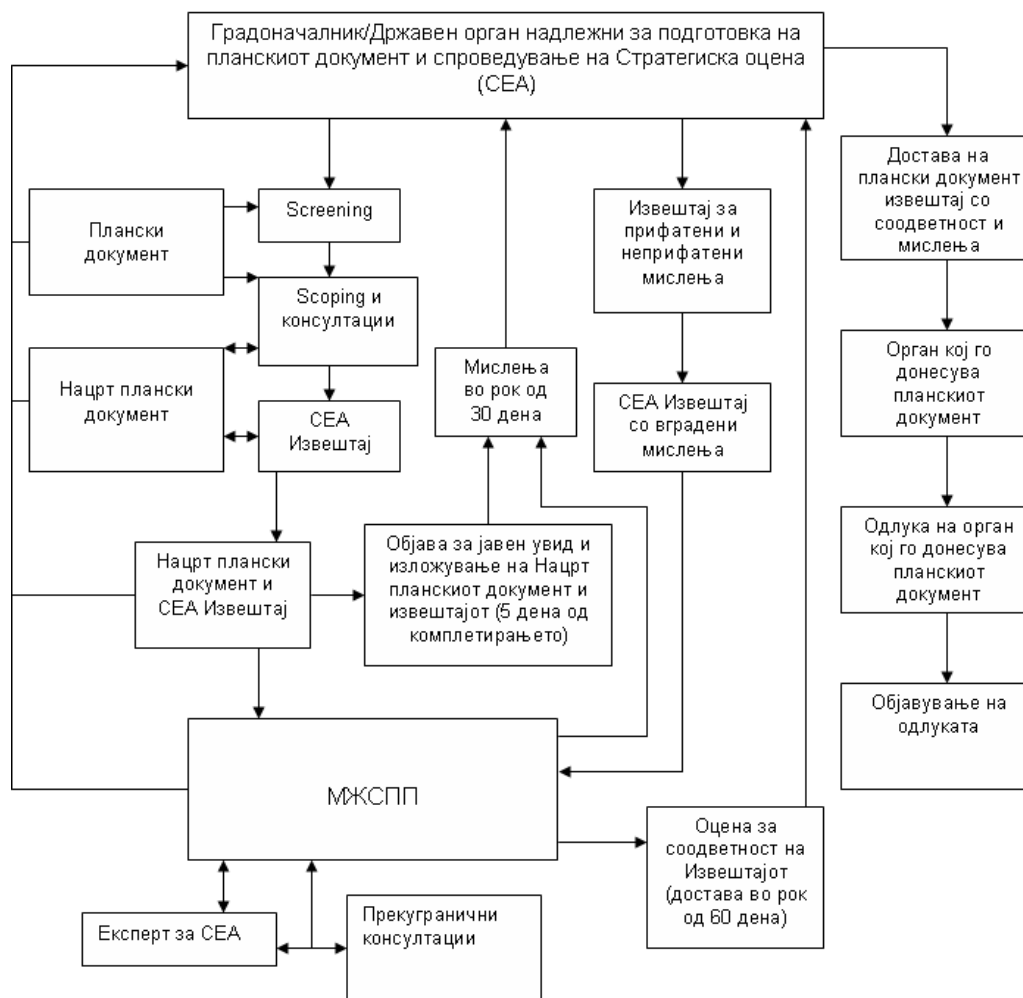 Градоначалник/Државен орган надлежни за подготовка на
планскиот документ и спроведување на Стратегиска оцена
(СЕА)
Плански
документ
Screening
Scoping и
консултации
Нацрт плански
документ
СЕА
Извештај
Нацрт плански
документ и
СЕА Извештај
Објава за јавен увид и
изложување на Нацрт
планскиот документ и
извештајот (5 дена од
комплетирањето)
Мислења
во рок од
30 дена
Извештај за
прифатени и
неприфатени
мислења
СЕА Извештај
со вградени
мислења
МЖСПП
Експерт за СЕА
Прекугранични
консултации
Оцена за
соодветност на
Извештајот
(достава во рок
од 60 дена)
Достава на
плански документ
извештај со
соодветност и
мислења
Орган кој го
донесува
планскиот
документ
Одлука на орган
кој го донесува
планскиот
документ
Објавување на
одлуката